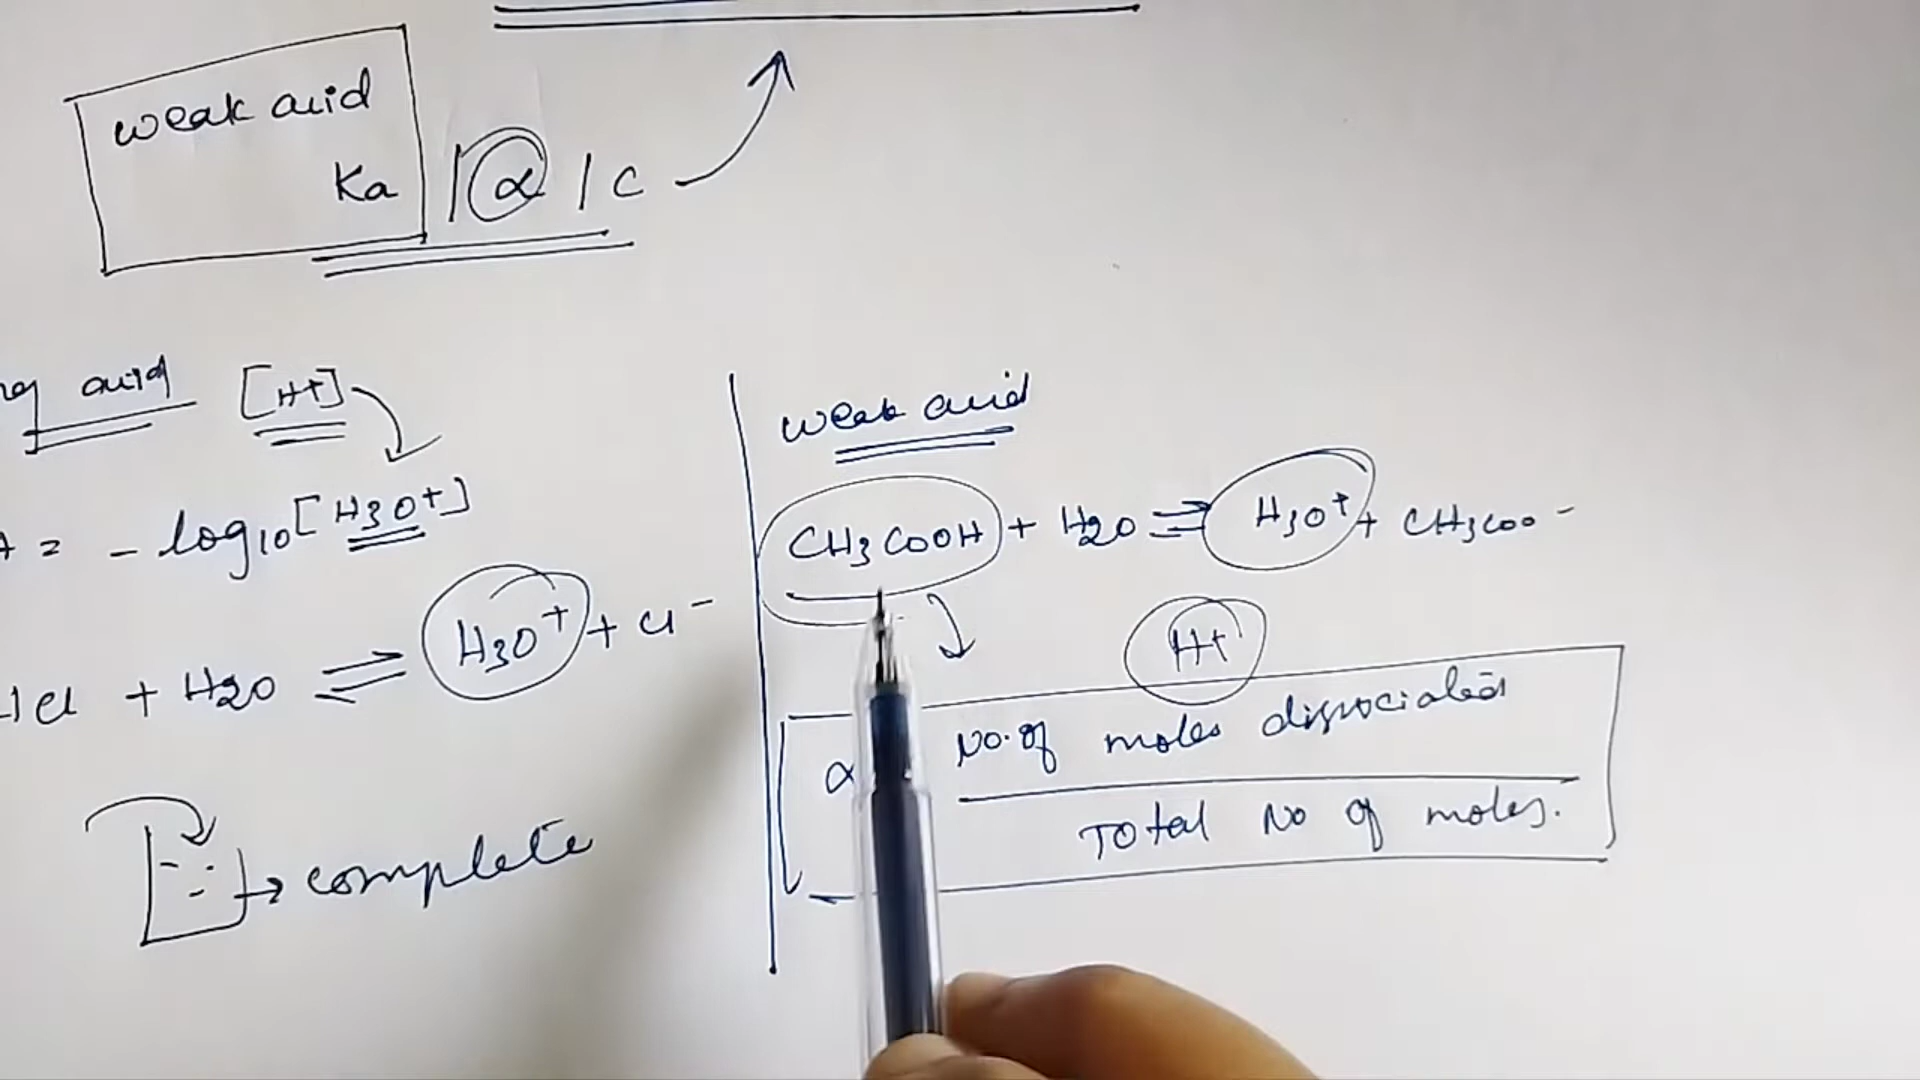 weak acid
Ka | α | C
acid [H+]
= - log10 [H3O+]
Cl + H2O ⇌ H3O+ + Cl-
→ complete
weak acid
CH3COOH + H2O ⇌ H3O+ + CH3COO-
H+
α No. of moles dissociated
Total No of moles.